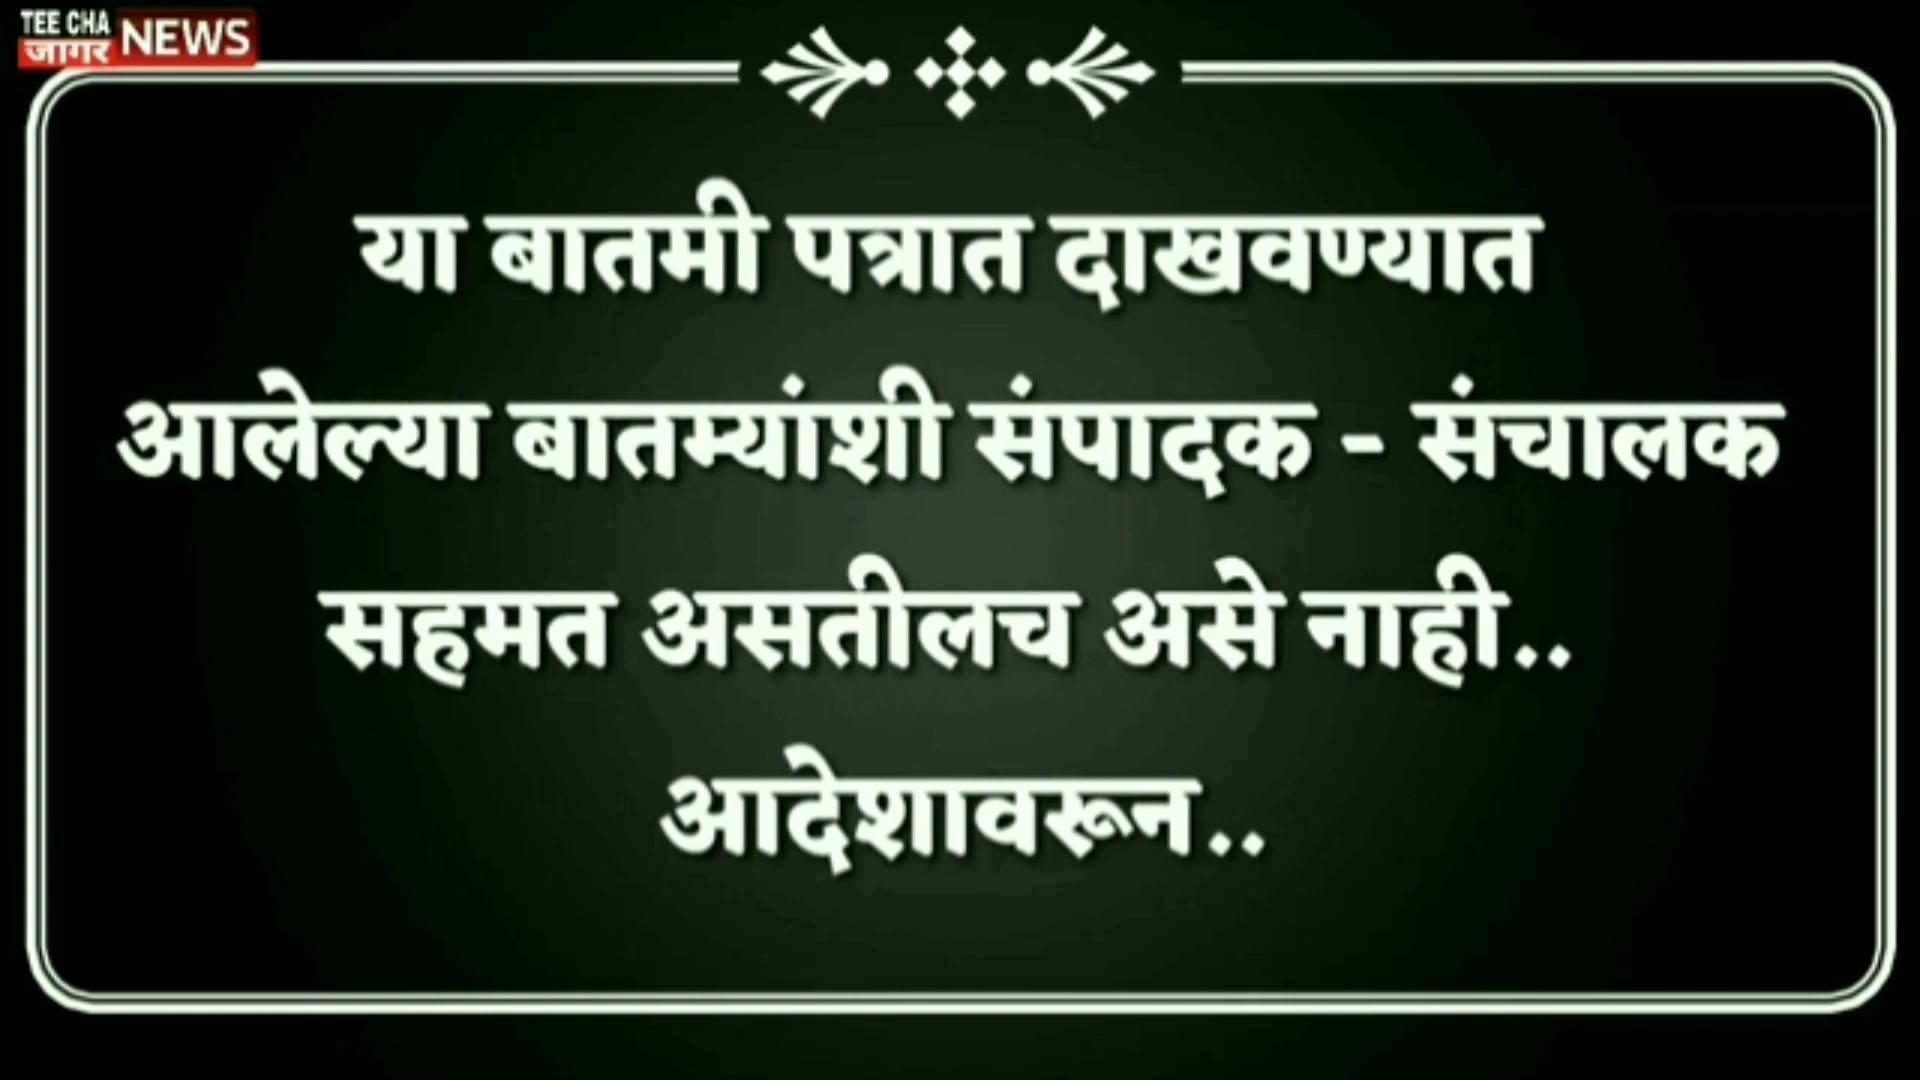 TEE CHA
जागर NEWS
या बातमी पत्रात दाखवण्यात
आलेल्या बातम्यांशी संपादक - संचालक
सहमत असतीलच असे नाही..
आदेशावरून..